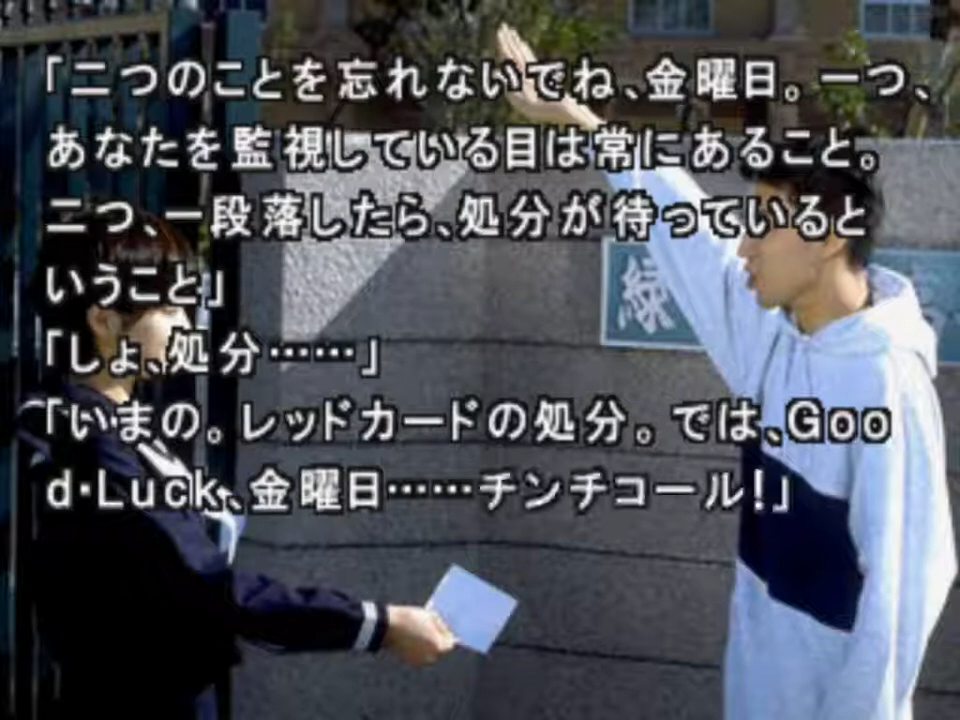 「二つのことを忘れないでね、金曜日。一つ、
あなたを監視している目は常にあること。
二つ、一段落したら、処分が待っていると
いうこと」
「しょ、処分……」
「いまの。レッドカードの処分。では、Goo
d・Luck、金曜日……チンチコール!」
緑